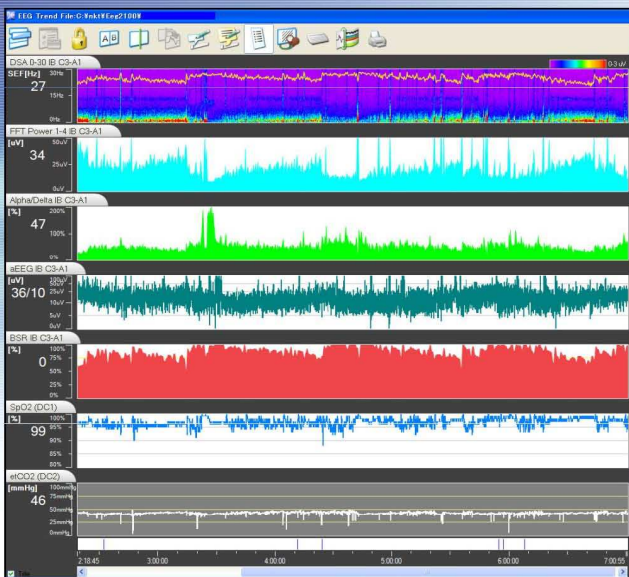 EEG Trend File:C:¥nkt¥Eeg2100¥
A B
DSA 0-30 IB C3-A1
0-3 uV
SEF[Hz]
27
30Hz
15Hz
0Hz
FFT Power 1-4 IB C3-A1
[uV]
34
50uV
25uV
0uV
Alpha/Delta IB C3-A1
[%]
47
200%
100%
0%
aEEG IB C3-A1
[uV]
36/10
100uV
50uV
25uV
10uV
5uV
0uV
BSR IB C3-A1
[%]
0
100%
75%
50%
25%
0%
SpO2 (DC1)
[%]
99
100%
95%
90%
85%
80%
etCO2 (DC2)
[mmHg]
46
100mmHg
75mmHg
50mmHg
25mmHg
0mmHg
2:18:45 3:00:00 4:00:00 5:00:00 6:00:00 7:00:55